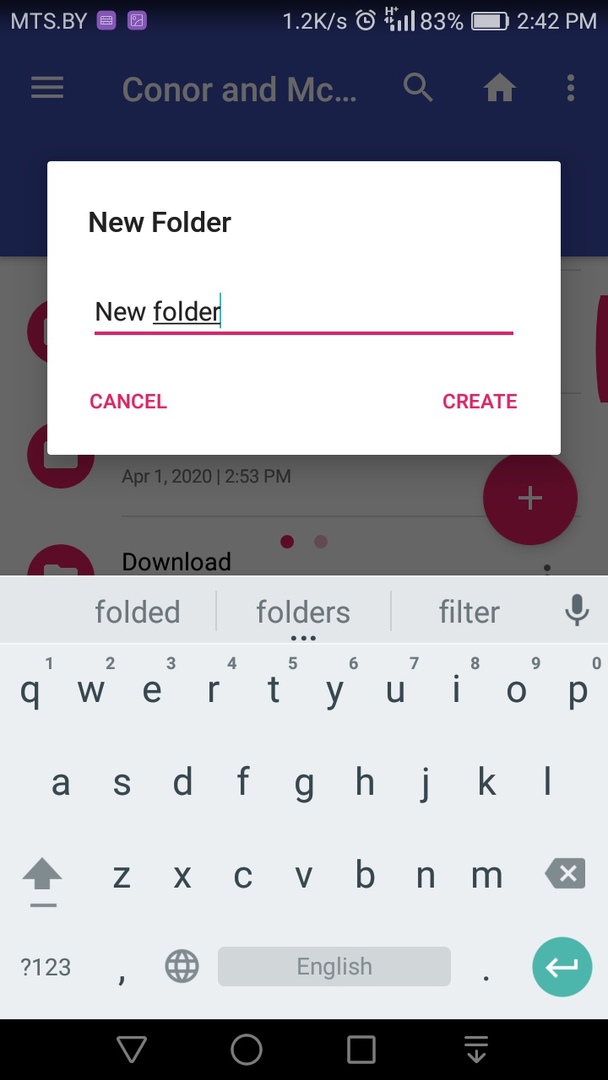 MTS.BY 1.2K/s H+ 83% 2:42 PM
Conor and Mc...
New Folder
New folder
CANCEL CREATE
Apr 1, 2020 | 2:53 PM
Download
folded folders filter
1 2 3 4 5 6 7 8 9 0
q w e r t y u i o p
a s d f g h j k l
z x c v b n m
?123 , English .